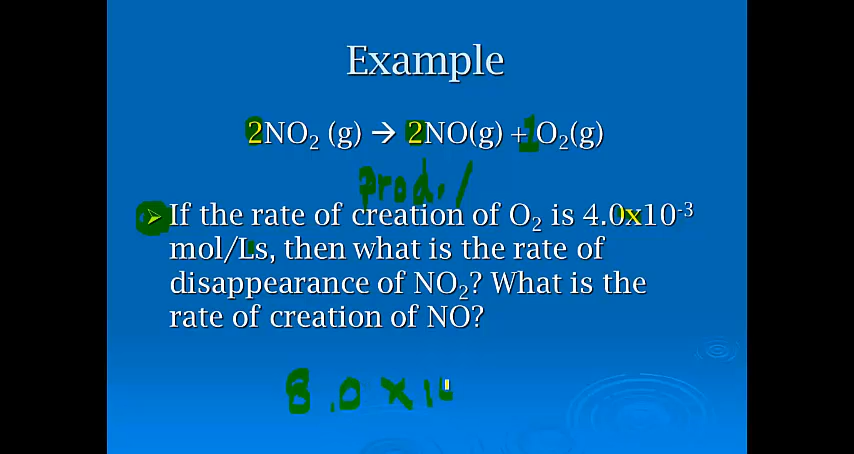 Example
2NO₂ (g) → 2NO(g) + 1O₂(g)
prod. /
➢ If the rate of creation of O₂ is 4.0x10⁻³
mol/Ls, then what is the rate of
disappearance of NO₂? What is the
rate of creation of NO?
8.0 x 10